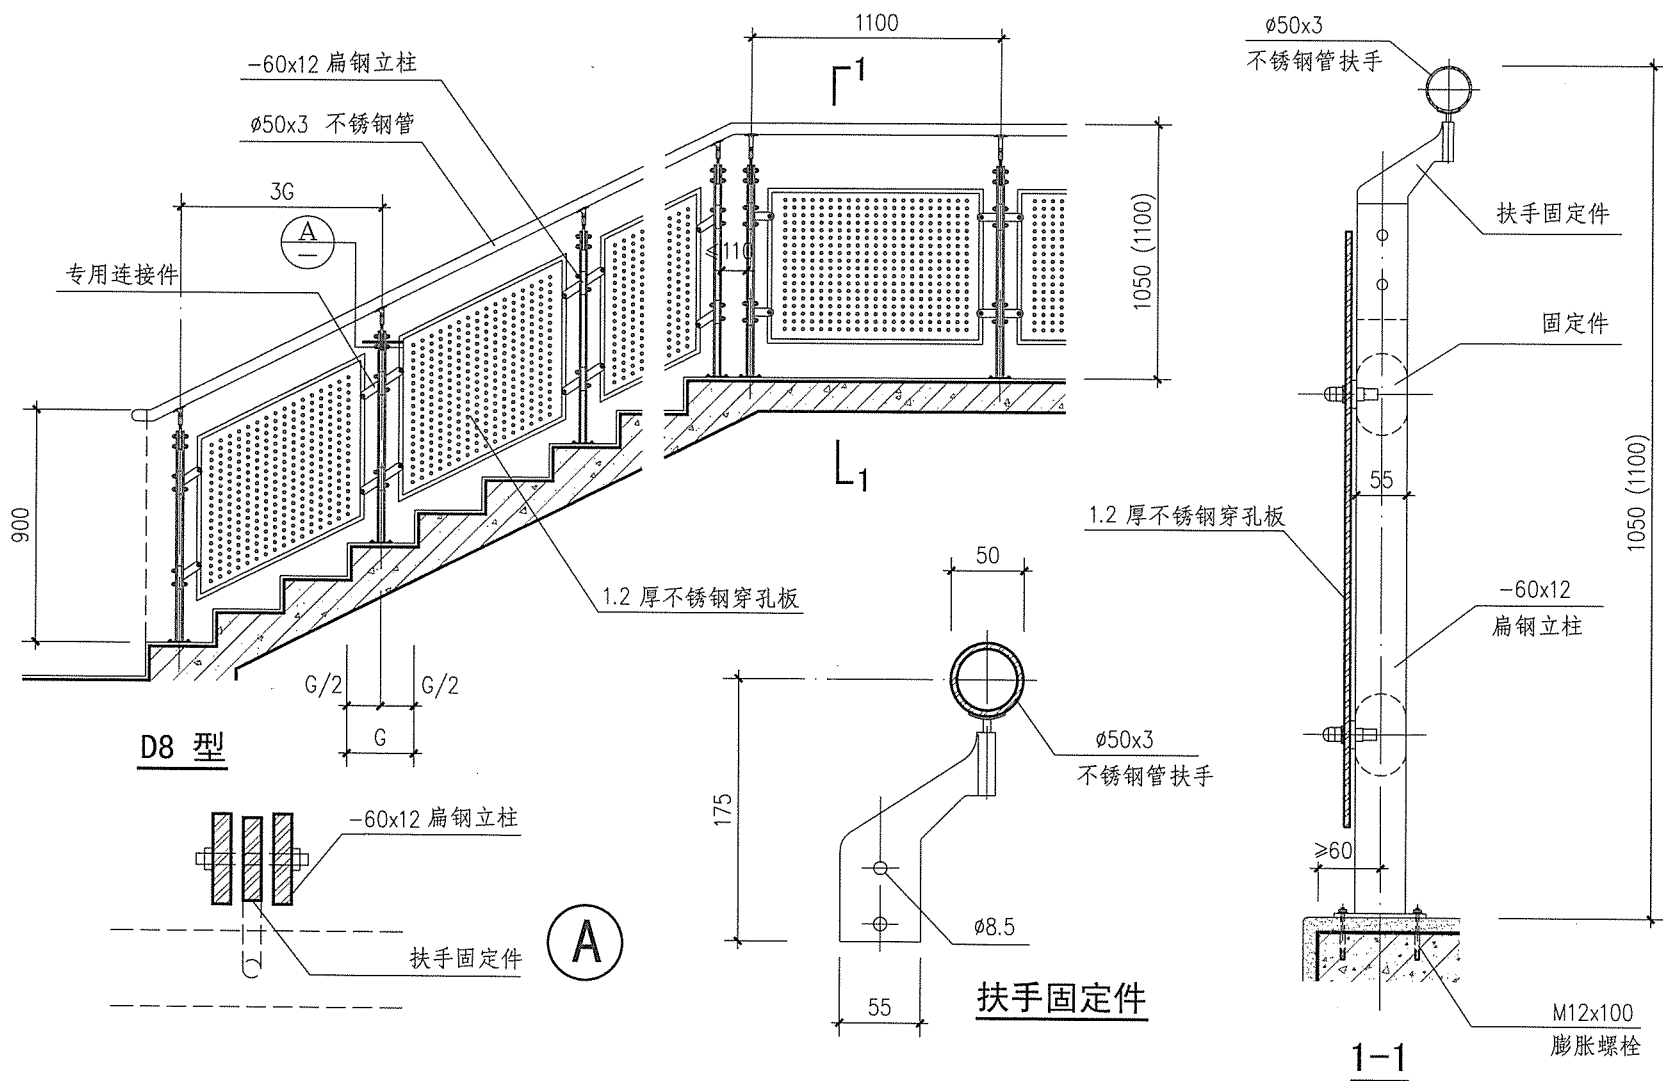 -60x12 扁钢立柱
ø50x3 不锈钢管
3G
A
专用连接件
900
1.2 厚不锈钢穿孔板
G/2
G/2
G
D8 型
1100
1
≤110
1050 (1100)
1
ø50x3
不锈钢管扶手
扶手固定件
固定件
55
1.2 厚不锈钢穿孔板
-60x12
扁钢立柱
1050 (1100)
≥60
M12x100
膨胀螺栓
1-1
-60x12 扁钢立柱
扶手固定件
A
50
175
ø50x3
不锈钢管扶手
ø8.5
55
扶手固定件